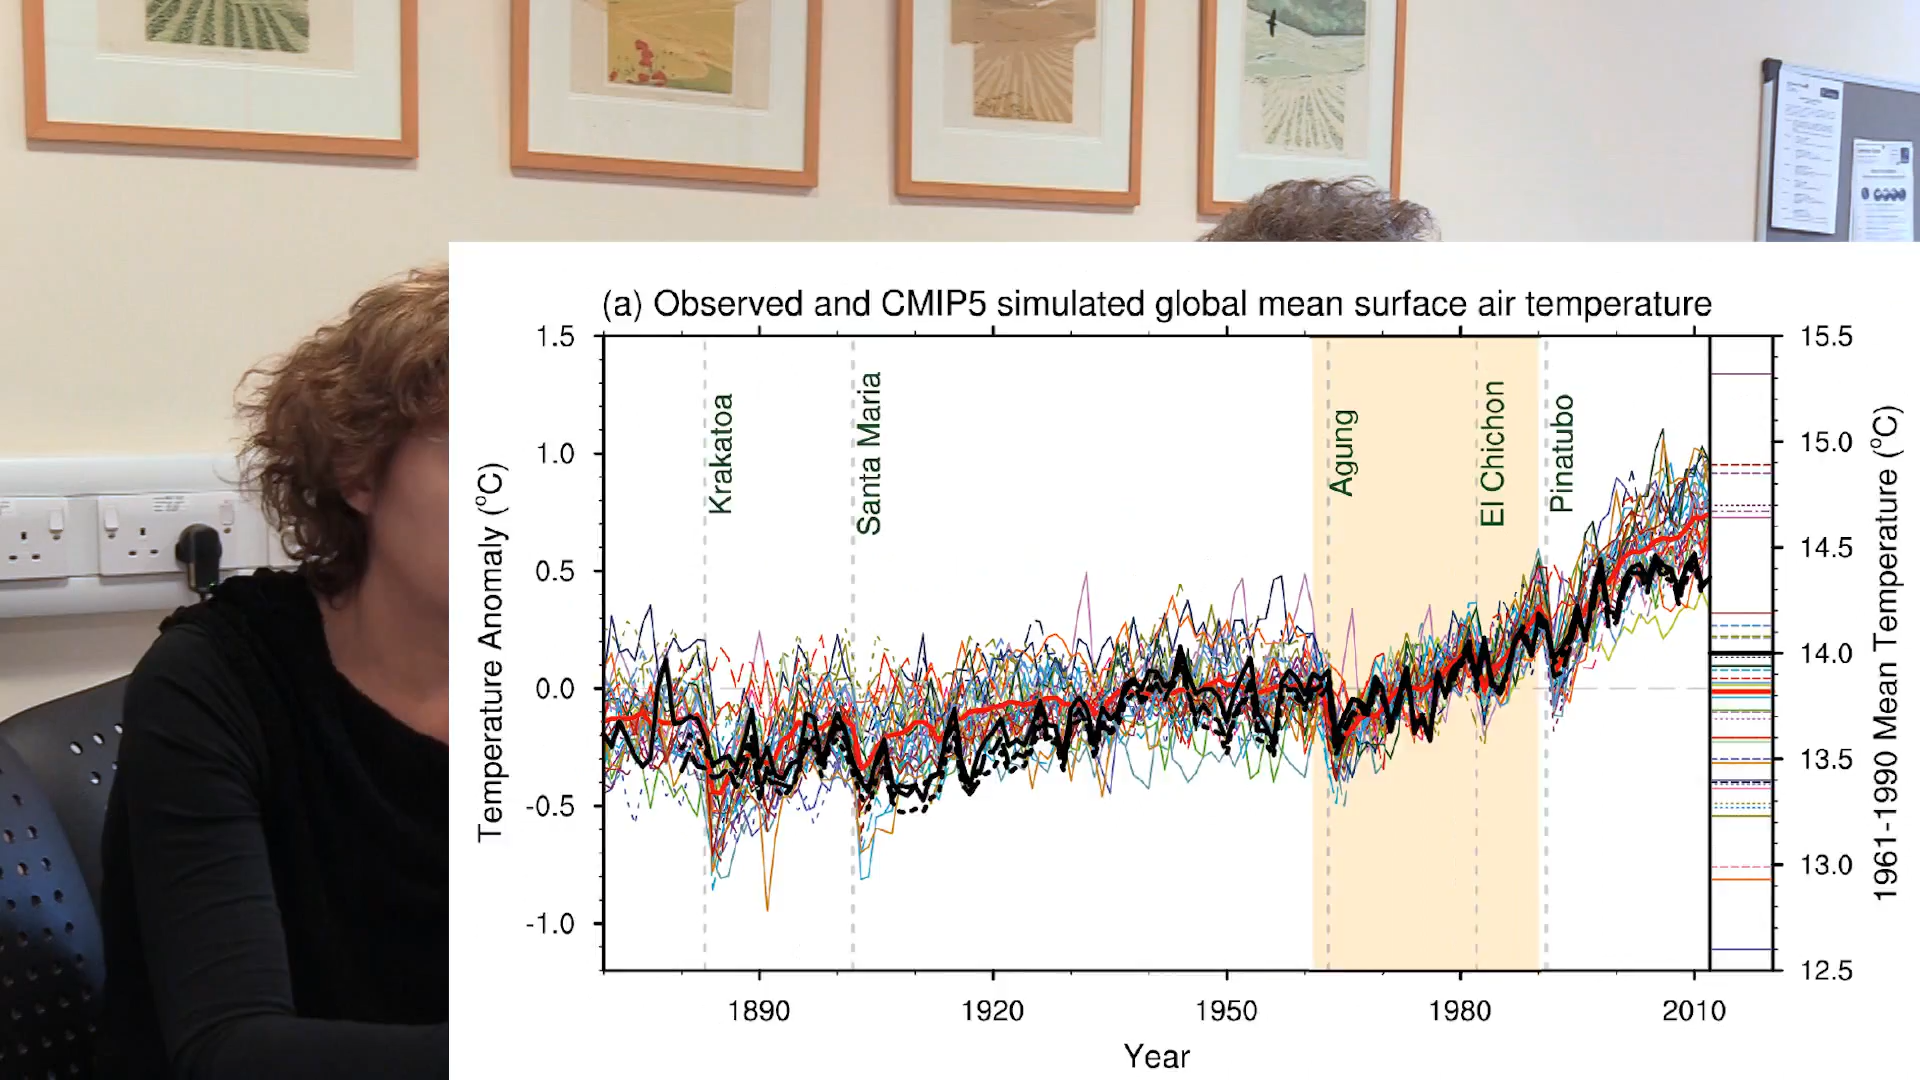 (a) Observed and CMIP5 simulated global mean surface air temperature
Temperature Anomaly (°C)
1.5
1.0
0.5
0.0
-0.5
-1.0
Krakatoa
Santa Maria
Agung
El Chichon
Pinatubo
15.5
15.0
14.5
14.0
13.5
13.0
12.5
1961-1990 Mean Temperature (°C)
1890
1920
1950
1980
2010
Year